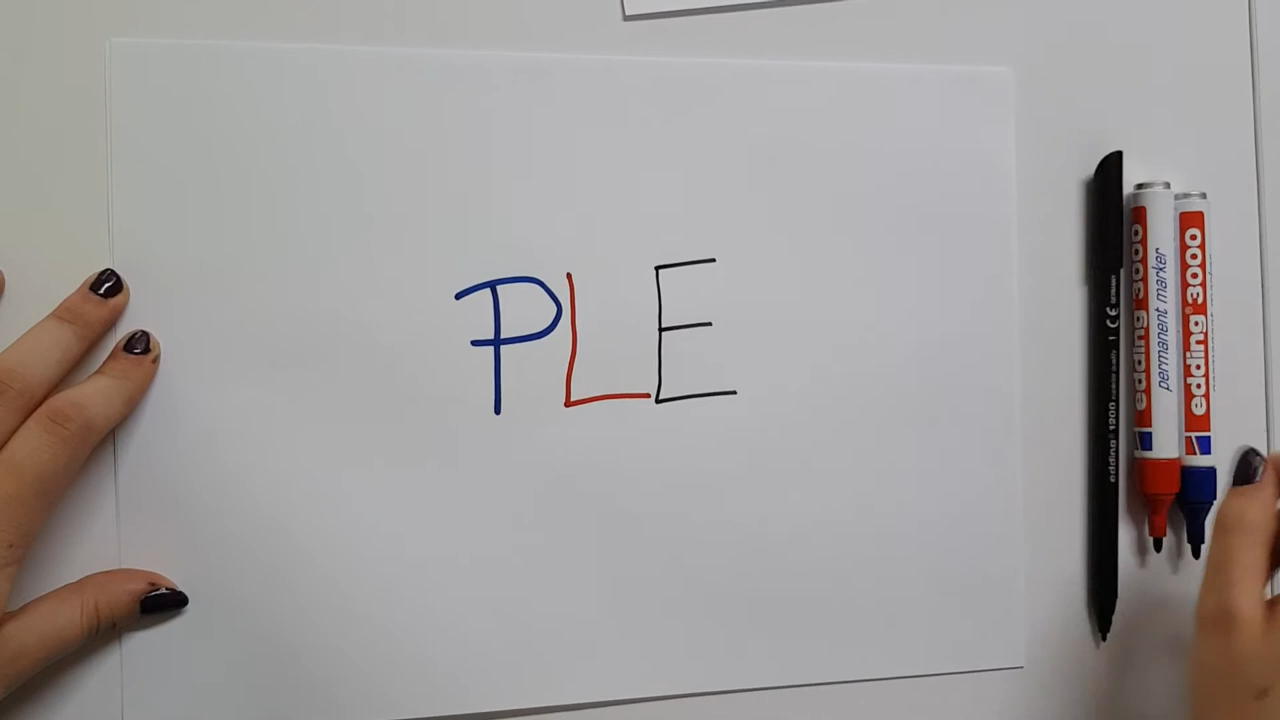 PLE
edding 1200
edding 3000
permanent marker
edding 3000